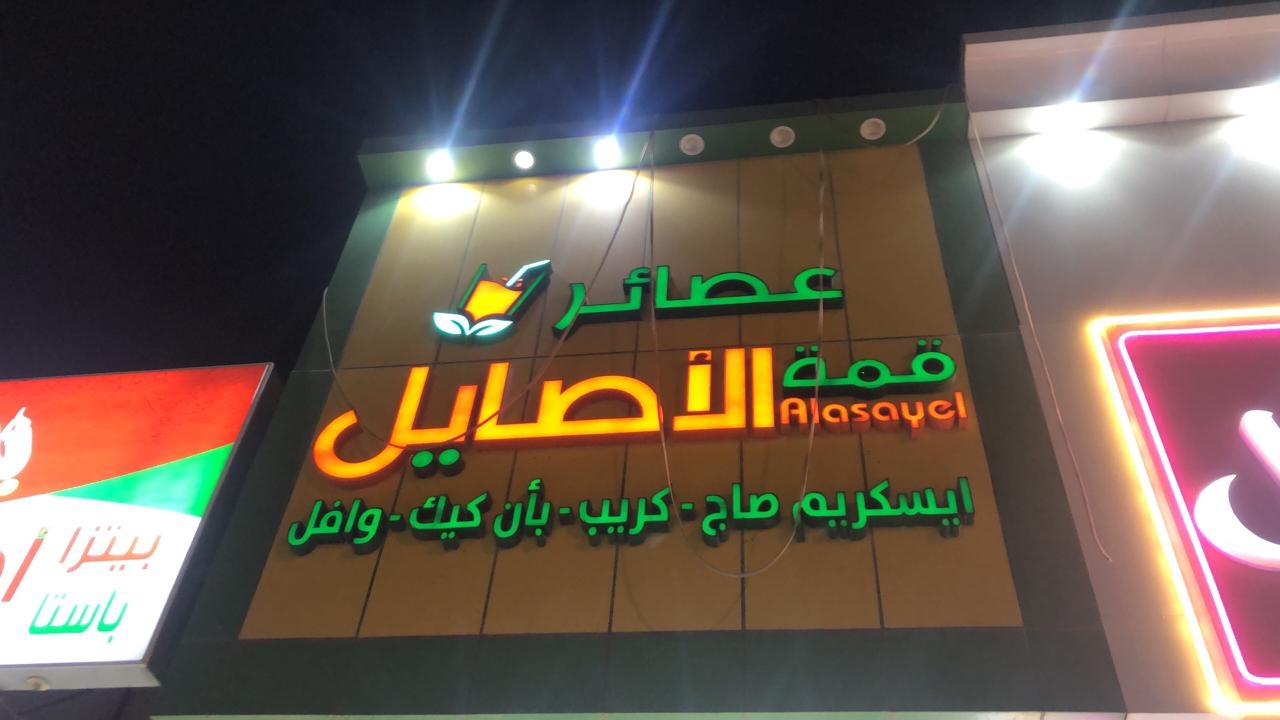 عصائر
قمة الأصايل
Alasayel
ايسكريم صاج - كريب - بأن كيك - وافل
بيتزا
باستا